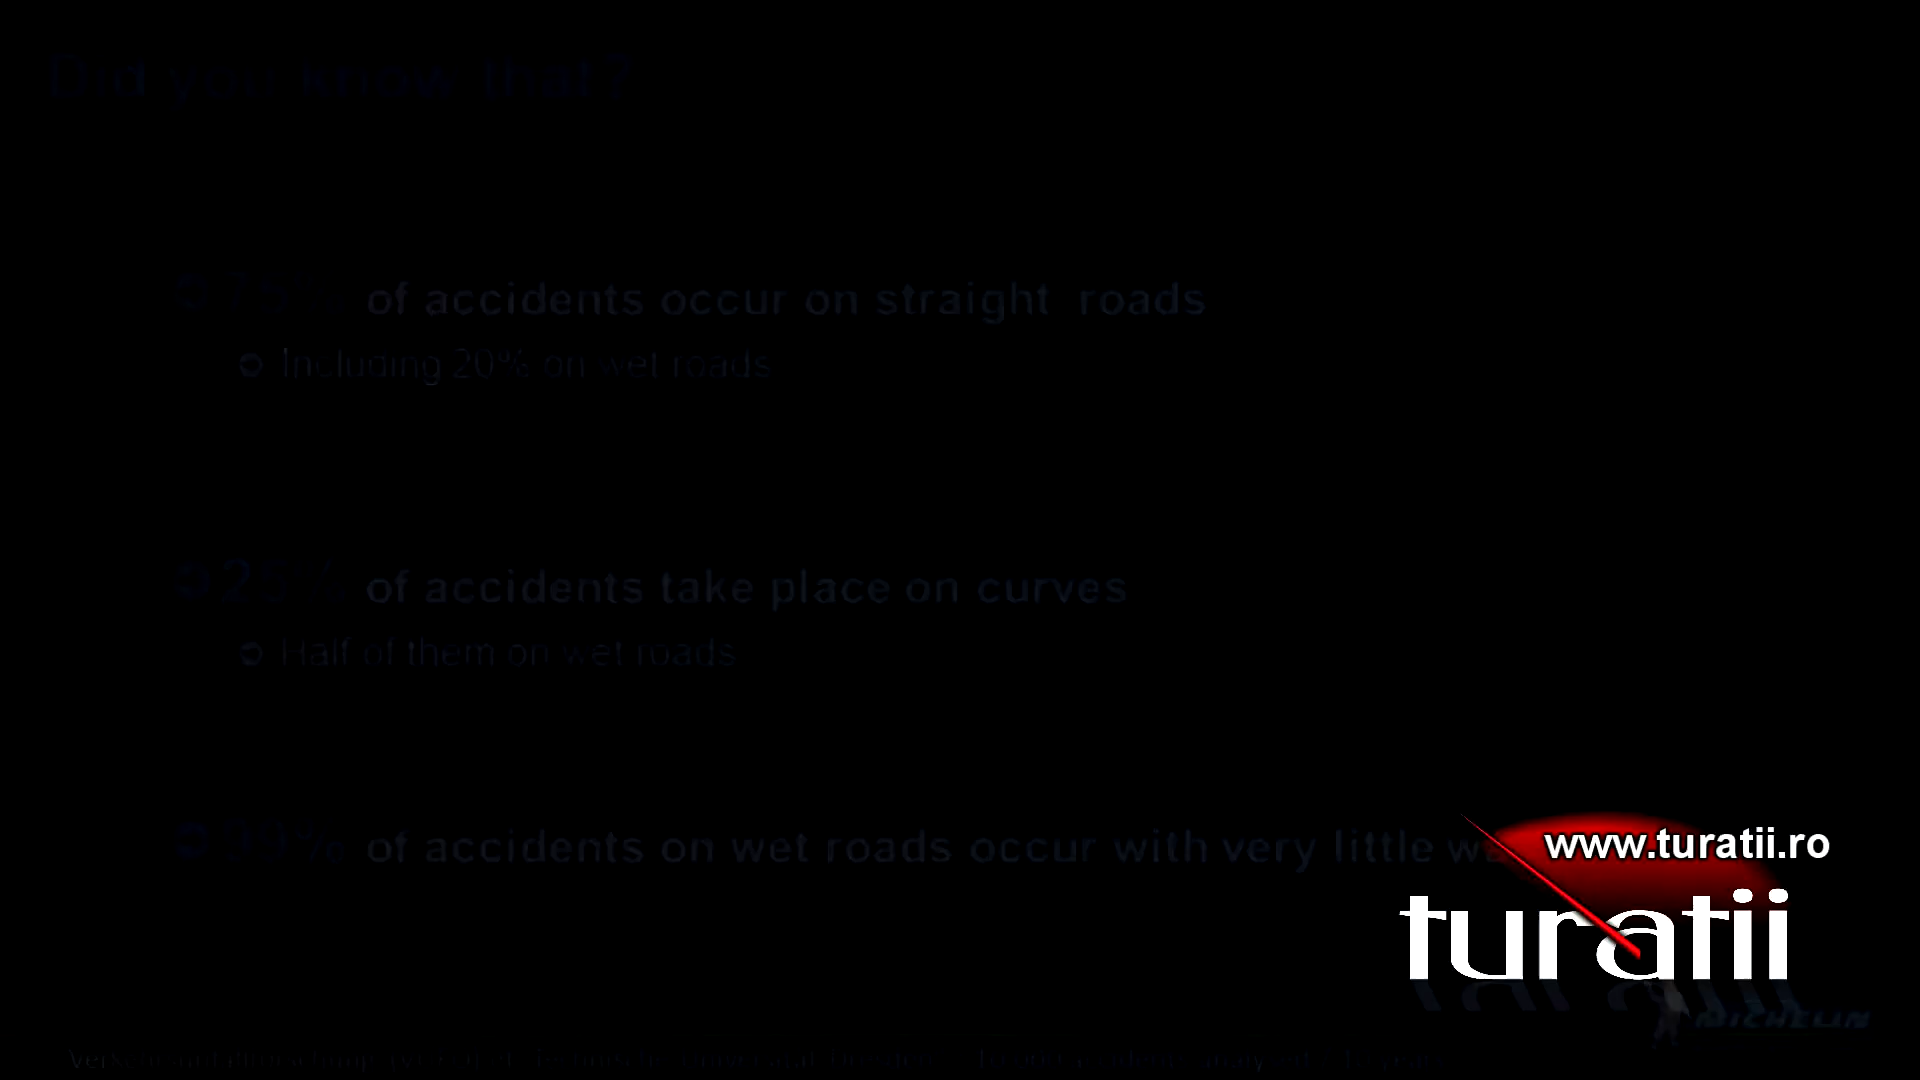 Did you know that?
of accidents occur on straight roads
Including 20% on wet roads
of accidents take place on curves
Half of them on wet roads
of accidents on wet roads occur with very little
www.turatii.ro
turatii
MICHELIN